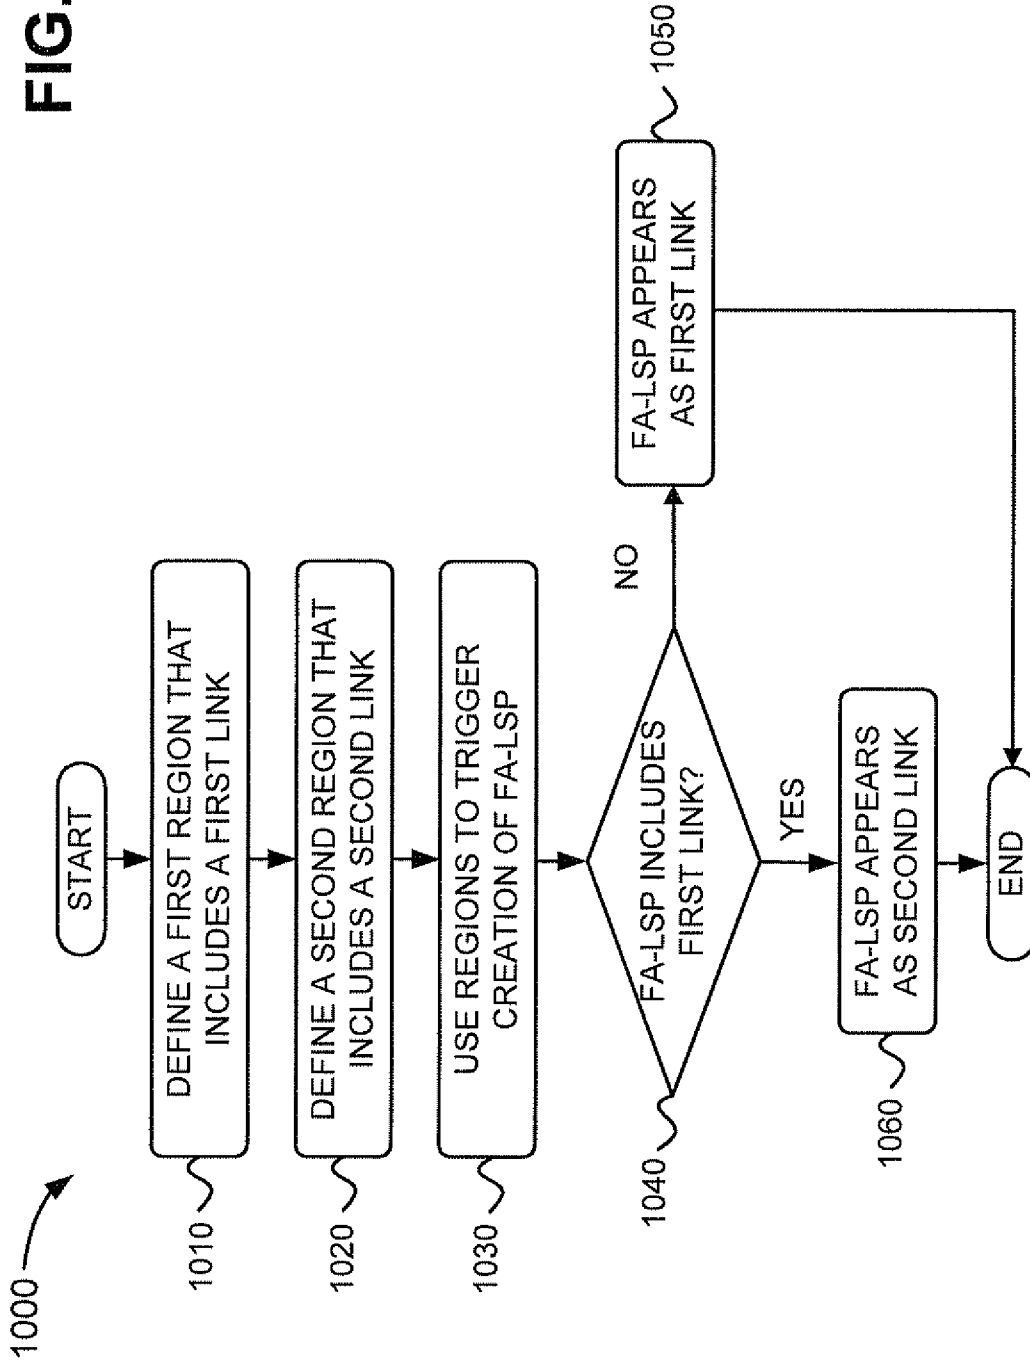 FIG.
1000
START
DEFINE A FIRST REGION THAT
INCLUDES A FIRST LINK
1010
DEFINE A SECOND REGION THAT
INCLUDES A SECOND LINK
1020
USE REGIONS TO TRIGGER
CREATION OF FA-LSP
1030
FA-LSP INCLUDES
FIRST LINK?
1040
NO
FA-LSP APPEARS
AS FIRST LINK
1050
YES
FA-LSP APPEARS
AS SECOND LINK
1060
END